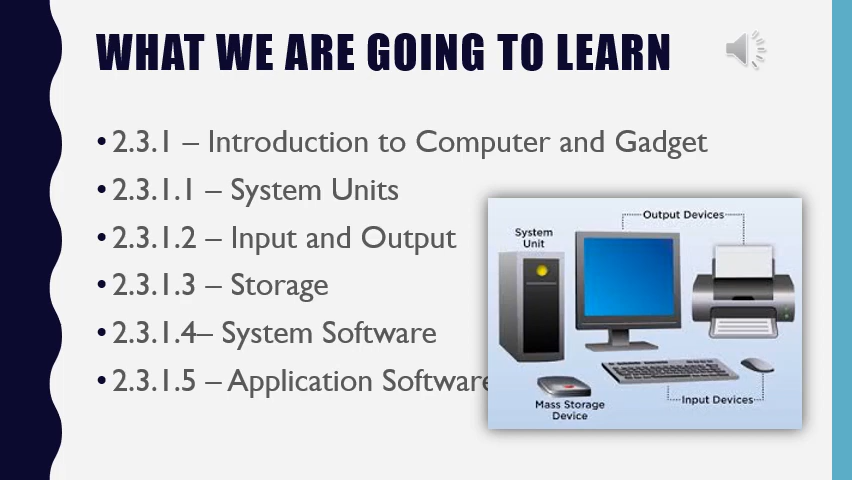 WHAT WE ARE GOING TO LEARN
•2.3.1 – Introduction to Computer and Gadget
•2.3.1.1 – System Units
•2.3.1.2 – Input and Output
•2.3.1.3 – Storage
•2.3.1.4– System Software
•2.3.1.5 – Application Software
Output Devices
System
Unit
Mass Storage
Device
Input Devices